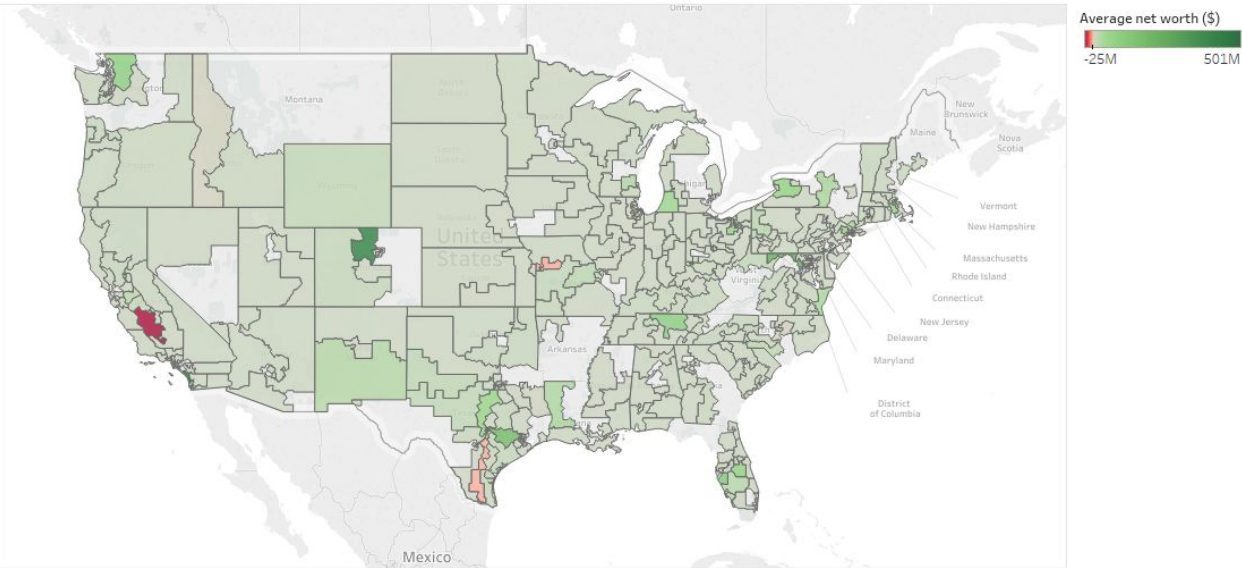 Ontario
Average net worth ($)
-25M 501M
Montana
New
Brunswick
Maine
Nova
Scotia
United
States
Vermont
New Hampshire
Massachusetts
Rhode Island
Connecticut
New Jersey
Delaware
Maryland
District
of Columbia
Arkansas
Mexico